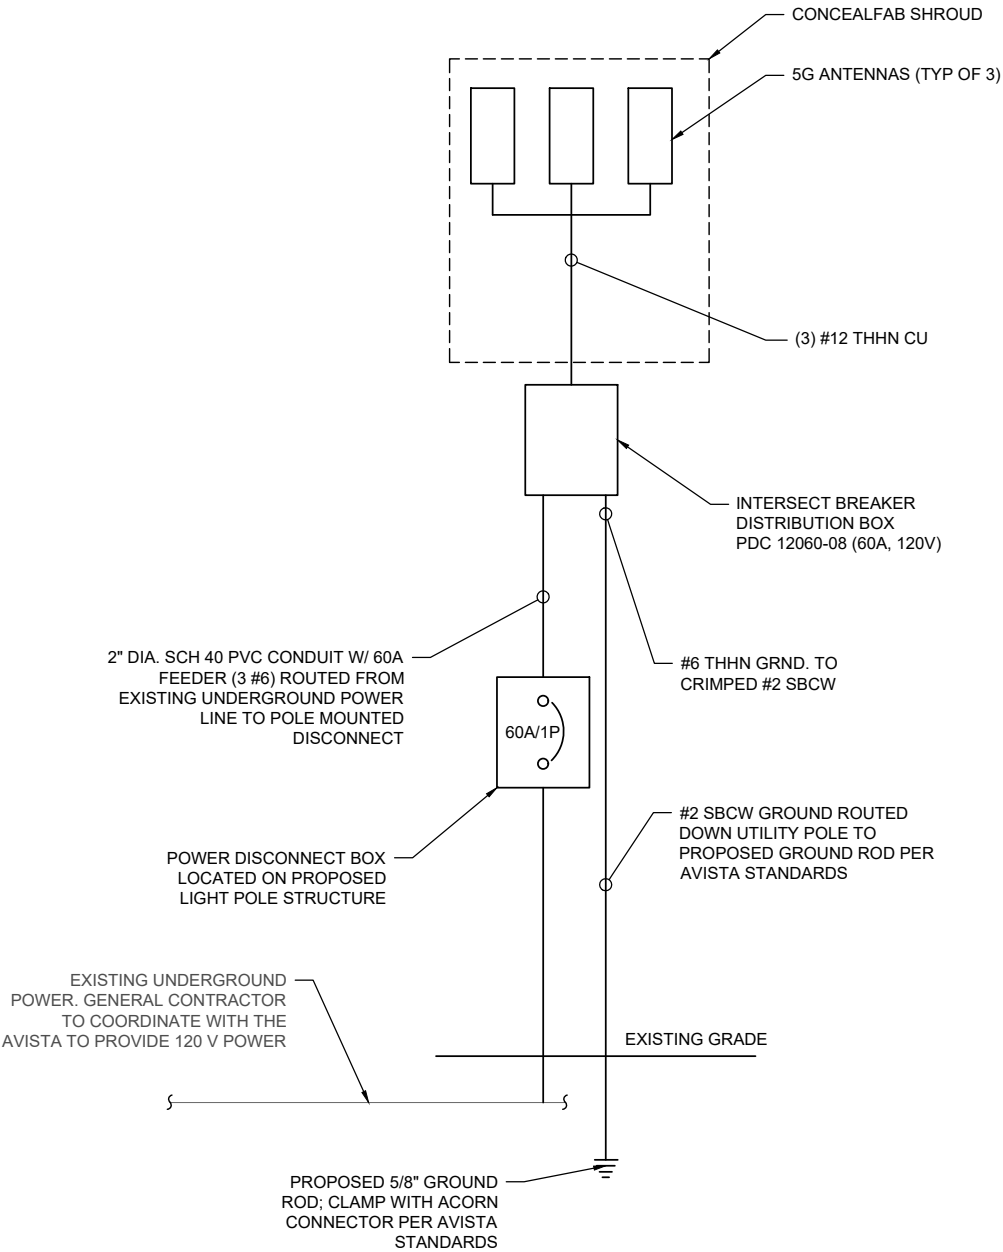 CONCEALFAB SHROUD
5G ANTENNAS (TYP OF 3)
(3) #12 THHN CU
INTERSECT BREAKER
DISTRIBUTION BOX
PDC 12060-08 (60A, 120V)
2" DIA. SCH 40 PVC CONDUIT W/ 60A
FEEDER (3 #6) ROUTED FROM
EXISTING UNDERGROUND POWER
LINE TO POLE MOUNTED
DISCONNECT
#6 THHN GRND. TO
CRIMPED #2 SBCW
60A/1P
#2 SBCW GROUND ROUTED
DOWN UTILITY POLE TO
PROPOSED GROUND ROD PER
AVISTA STANDARDS
POWER DISCONNECT BOX
LOCATED ON PROPOSED
LIGHT POLE STRUCTURE
EXISTING UNDERGROUND
POWER. GENERAL CONTRACTOR
TO COORDINATE WITH THE
AVISTA TO PROVIDE 120 V POWER
EXISTING GRADE
PROPOSED 5/8" GROUND
ROD; CLAMP WITH ACORN
CONNECTOR PER AVISTA
STANDARDS